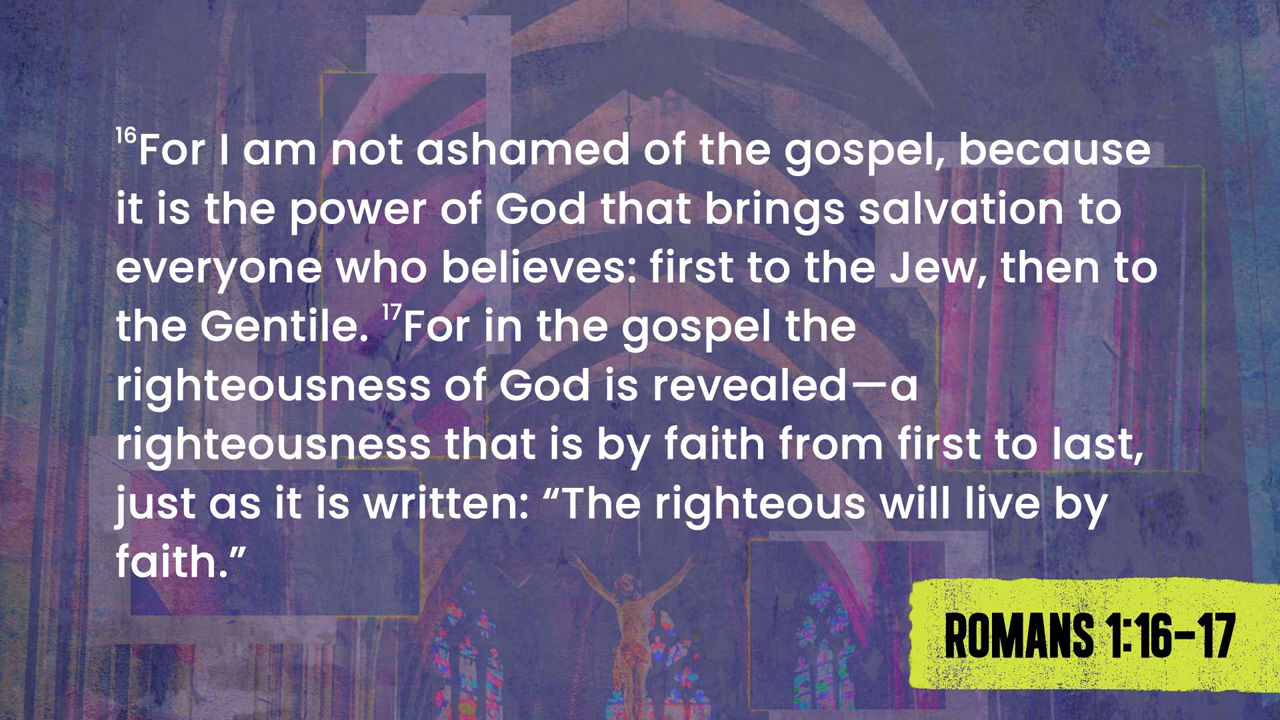 16For I am not ashamed of the gospel, because
it is the power of God that brings salvation to
everyone who believes: first to the Jew, then to
the Gentile. 17For in the gospel the
righteousness of God is revealed—a
righteousness that is by faith from first to last,
just as it is written: “The righteous will live by
faith.”
ROMANS 1:16–17